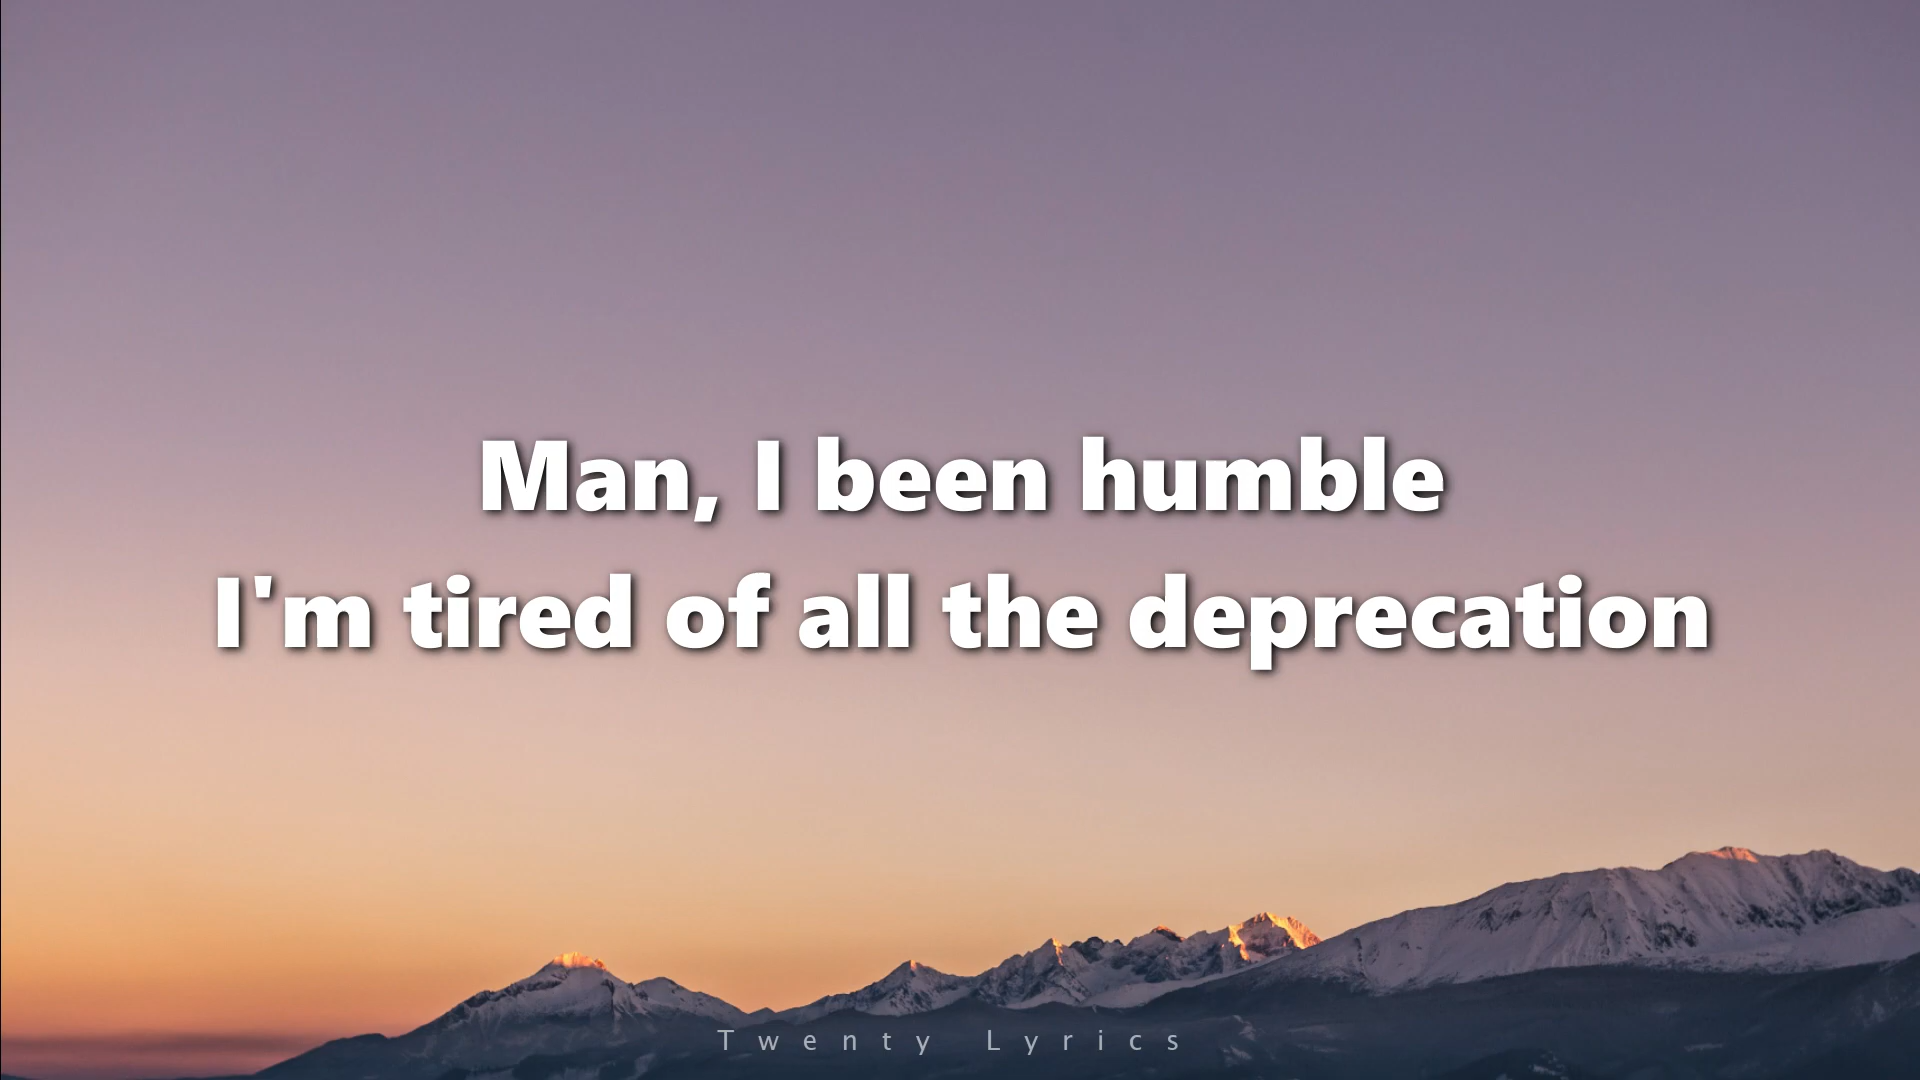 Man, I been humble
I'm tired of all the deprecation
Twenty Lyrics